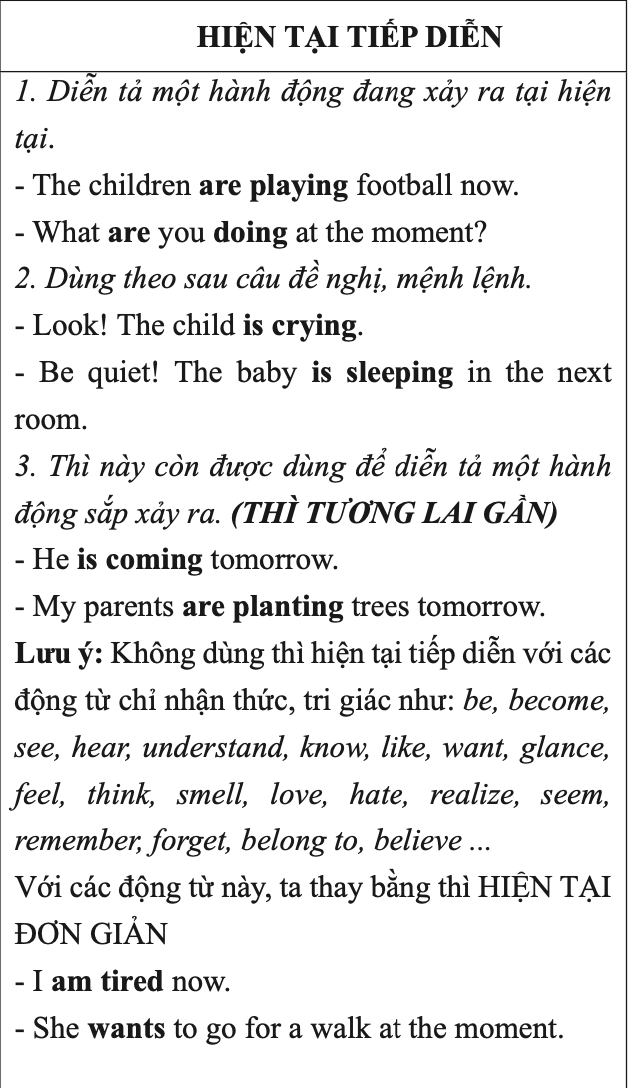 HIỆN TẠI TIẾP DIỄN
1. Diễn tả một hành động đang xảy ra tại hiện
tại.
- The children are playing football now.
- What are you doing at the moment?
2. Dùng theo sau câu đề nghị, mệnh lệnh.
- Look! The child is crying.
- Be quiet! The baby is sleeping in the next
room.
3. Thì này còn được dùng để diễn tả một hành
động sắp xảy ra. (THÌ TƯƠNG LAI GẦN)
- He is coming tomorrow.
- My parents are planting trees tomorrow.
Lưu ý: Không dùng thì hiện tại tiếp diễn với các
động từ chỉ nhận thức, tri giác như: be, become,
see, hear, understand, know, like, want, glance,
feel, think, smell, love, hate, realize, seem,
remember, forget, belong to, believe ...
Với các động từ này, ta thay bằng thì HIỆN TẠI
ĐƠN GIẢN
- I am tired now.
- She wants to go for a walk at the moment.